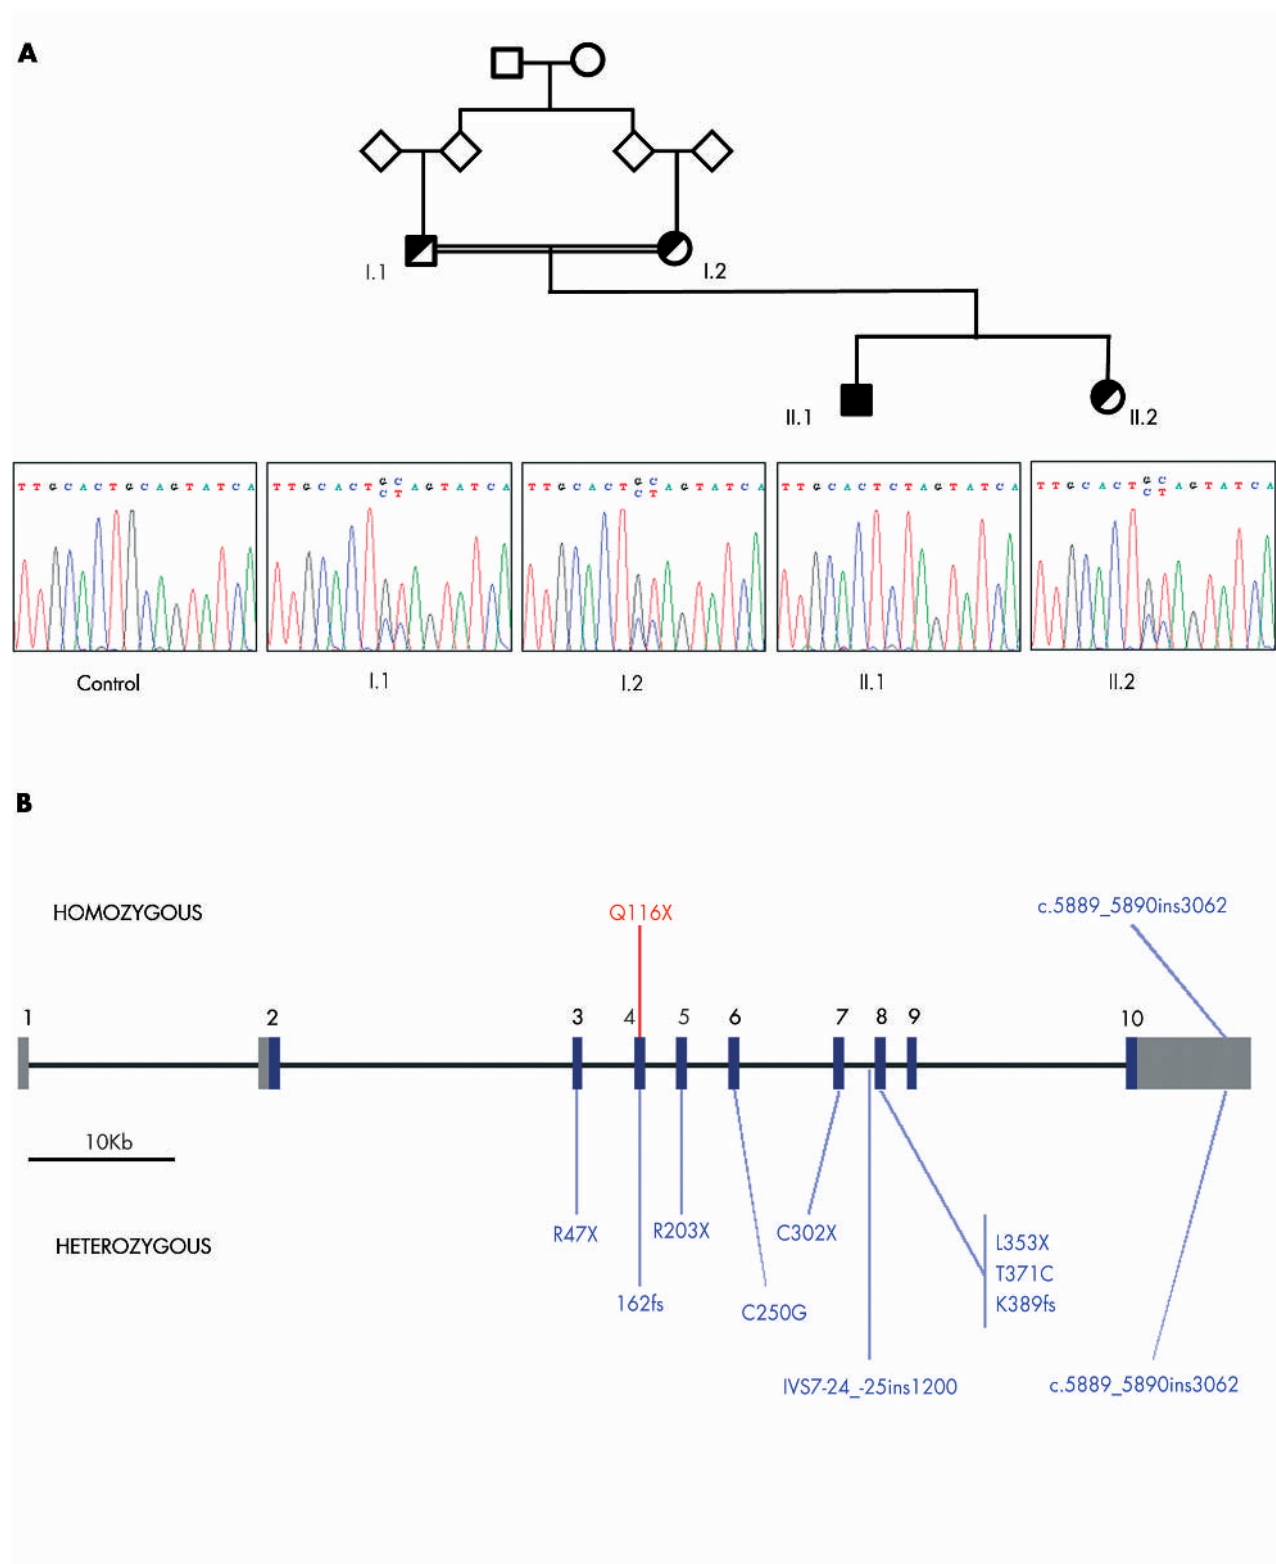 A
I.1
I.2
II.1
II.2
T T G C A C T G C A G T A T C A
T T G C A C T G C A G T A T C A
C T
T T G C A C T G C A G T A T C A
C T
T T G C A C T C T A G T A T C A
T T G C A C T G C A G T A T C A
C T
Control
I.1
I.2
II.1
II.2
B
HOMOZYGOUS
Q116X
c.5889_5890ins3062
1
2
3
4
5
6
7
8
9
10
10Kb
HETEROZYGOUS
R47X
162fs
R203X
C250G
C302X
IVS7-24_-25ins1200
L353X
T371C
K389fs
c.5889_5890ins3062